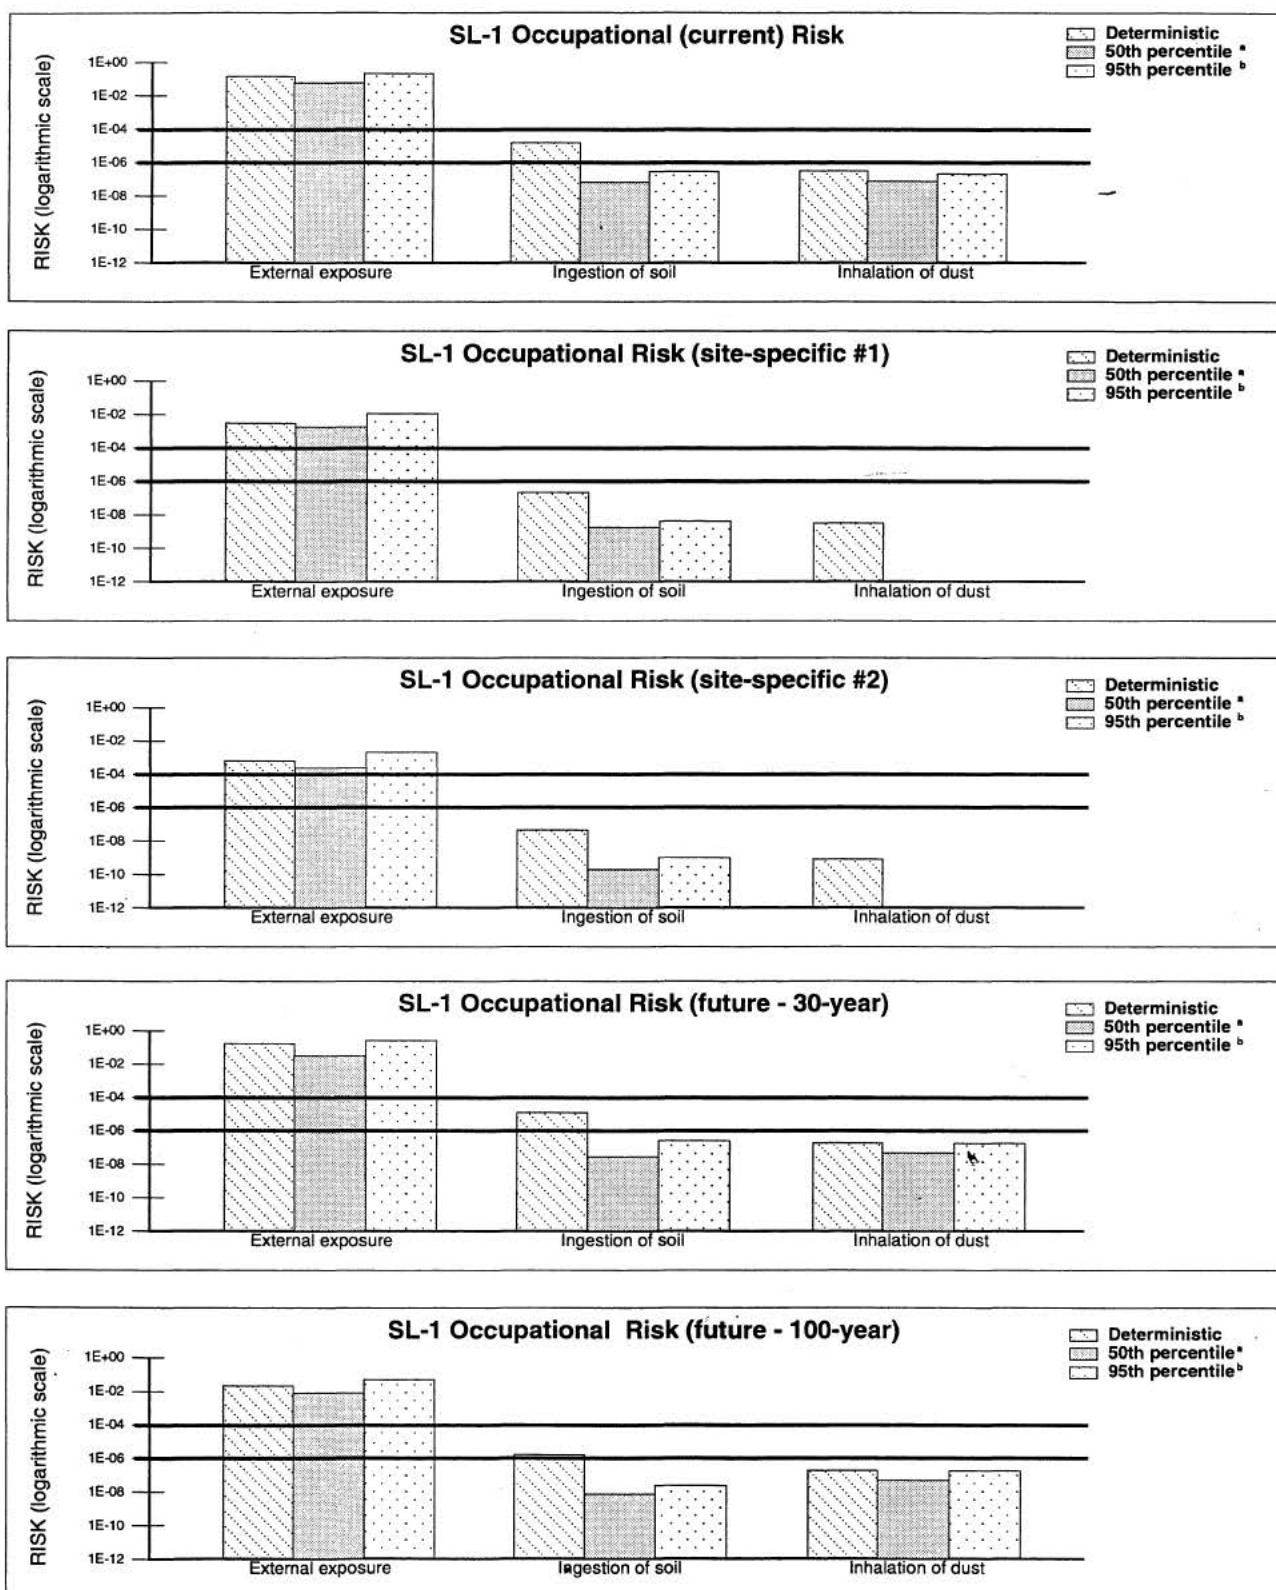 SL-1 Occupational (current) Risk
Deterministic
50th percentile a
95th percentile b
RISK (logarithmic scale)
1E+00
1E-02
1E-04
1E-06
1E-08
1E-10
1E-12
External exposure
Ingestion of soil
Inhalation of dust
SL-1 Occupational Risk (site-specific #1)
Deterministic
50th percentile a
95th percentile b
RISK (logarithmic scale)
1E+00
1E-02
1E-04
1E-06
1E-08
1E-10
1E-12
External exposure
Ingestion of soil
Inhalation of dust
SL-1 Occupational Risk (site-specific #2)
Deterministic
50th percentile a
95th percentile b
RISK (logarithmic scale)
1E+00
1E-02
1E-04
1E-06
1E-08
1E-10
1E-12
External exposure
Ingestion of soil
Inhalation of dust
SL-1 Occupational Risk (future - 30-year)
Deterministic
50th percentile a
95th percentile b
RISK (logarithmic scale)
1E+00
1E-02
1E-04
1E-06
1E-08
1E-10
1E-12
External exposure
Ingestion of soil
Inhalation of dust
SL-1 Occupational Risk (future - 100-year)
Deterministic
50th percentile a
95th percentile b
RISK (logarithmic scale)
1E+00
1E-02
1E-04
1E-06
1E-08
1E-10
1E-12
External exposure
Ingestion of soil
Inhalation of dust